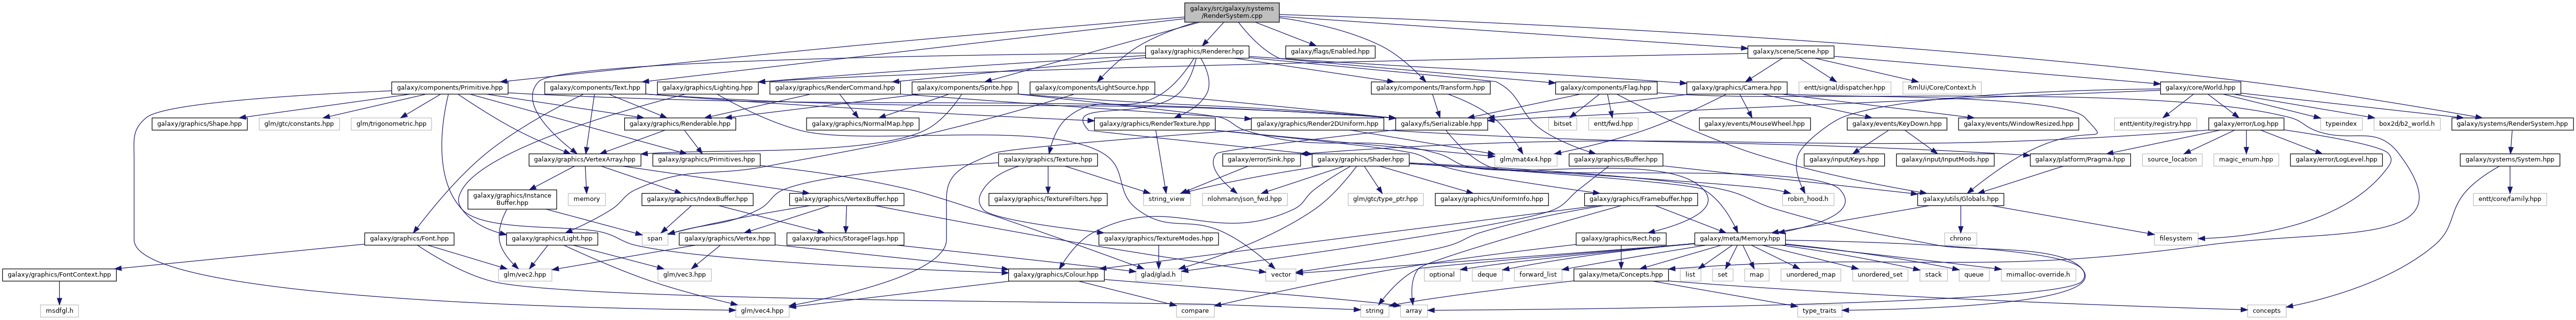 galaxy/src/galaxy/systems
/RenderSystem.cpp
galaxy/graphics/Renderer.hpp
galaxy/flags/Enabled.hpp
galaxy/scene/Scene.hpp
galaxy/components/Primitive.hpp
galaxy/components/Text.hpp
galaxy/graphics/Lighting.hpp
galaxy/graphics/RenderCommand.hpp
galaxy/components/Sprite.hpp
galaxy/components/LightSource.hpp
galaxy/components/Transform.hpp
galaxy/components/Flag.hpp
galaxy/graphics/Camera.hpp
entt/signal/dispatcher.hpp
RmlUi/Core/Context.h
galaxy/core/World.hpp
galaxy/graphics/Shape.hpp
glm/gtc/constants.hpp
glm/trigonometric.hpp
galaxy/graphics/Renderable.hpp
galaxy/graphics/NormalMap.hpp
galaxy/graphics/RenderTexture.hpp
galaxy/graphics/Render2DUniform.hpp
galaxy/fs/Serializable.hpp
bitset
entt/fwd.hpp
galaxy/events/MouseWheel.hpp
galaxy/events/KeyDown.hpp
galaxy/events/WindowResized.hpp
entt/entity/registry.hpp
galaxy/error/Log.hpp
typeindex
box2d/b2_world.h
galaxy/systems/RenderSystem.hpp
galaxy/graphics/VertexArray.hpp
galaxy/graphics/Primitives.hpp
galaxy/graphics/Texture.hpp
galaxy/error/Sink.hpp
galaxy/graphics/Shader.hpp
glm/mat4x4.hpp
galaxy/graphics/Buffer.hpp
galaxy/input/Keys.hpp
galaxy/input/InputMods.hpp
galaxy/platform/Pragma.hpp
source_location
magic_enum.hpp
galaxy/error/LogLevel.hpp
galaxy/systems/System.hpp
galaxy/graphics/Instance
Buffer.hpp
memory
galaxy/graphics/IndexBuffer.hpp
galaxy/graphics/VertexBuffer.hpp
galaxy/graphics/TextureFilters.hpp
string_view
nlohmann/json_fwd.hpp
glm/gtc/type_ptr.hpp
galaxy/graphics/UniformInfo.hpp
galaxy/graphics/Framebuffer.hpp
robin_hood.h
galaxy/utils/Globals.hpp
entt/core/family.hpp
galaxy/graphics/Font.hpp
galaxy/graphics/Light.hpp
span
galaxy/graphics/Vertex.hpp
galaxy/graphics/StorageFlags.hpp
galaxy/graphics/TextureModes.hpp
galaxy/graphics/Rect.hpp
galaxy/meta/Memory.hpp
chrono
filesystem
galaxy/graphics/FontContext.hpp
glm/vec2.hpp
glm/vec3.hpp
galaxy/graphics/Colour.hpp
glad/glad.h
vector
optional
deque
forward_list
galaxy/meta/Concepts.hpp
list
set
map
unordered_map
unordered_set
stack
queue
mimalloc-override.h
msdfgl.h
glm/vec4.hpp
compare
string
array
type_traits
concepts